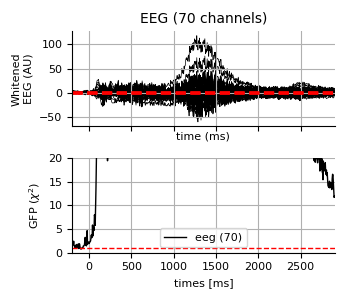 EEG (70 channels)
Whitened
EEG (AU)
100
50
0
−50
time (ms)
GFP (χ²)
20
15
10
5
0
eeg (70)
0
500
1000
1500
2000
2500
times [ms]